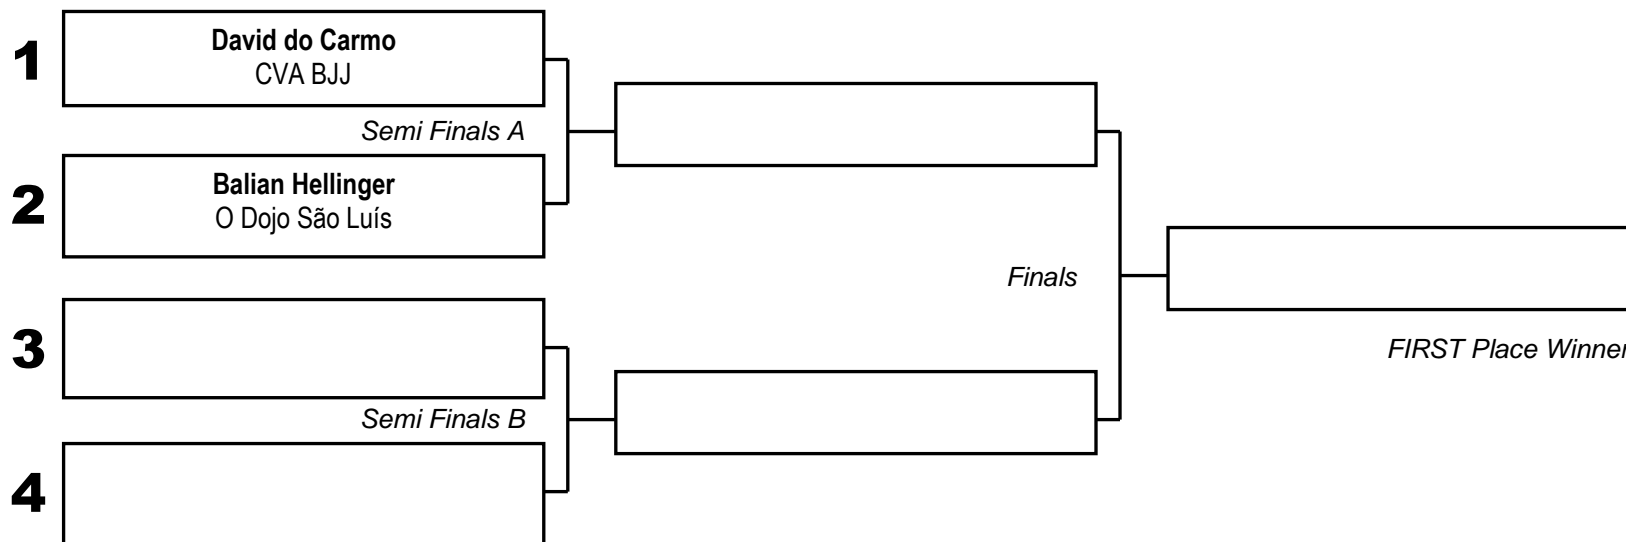 1
David do Carmo
CVA BJJ
Semi Finals A
2
Balian Hellinger
O Dojo São Luís
Finals
3
FIRST Place Winner
Semi Finals B
4